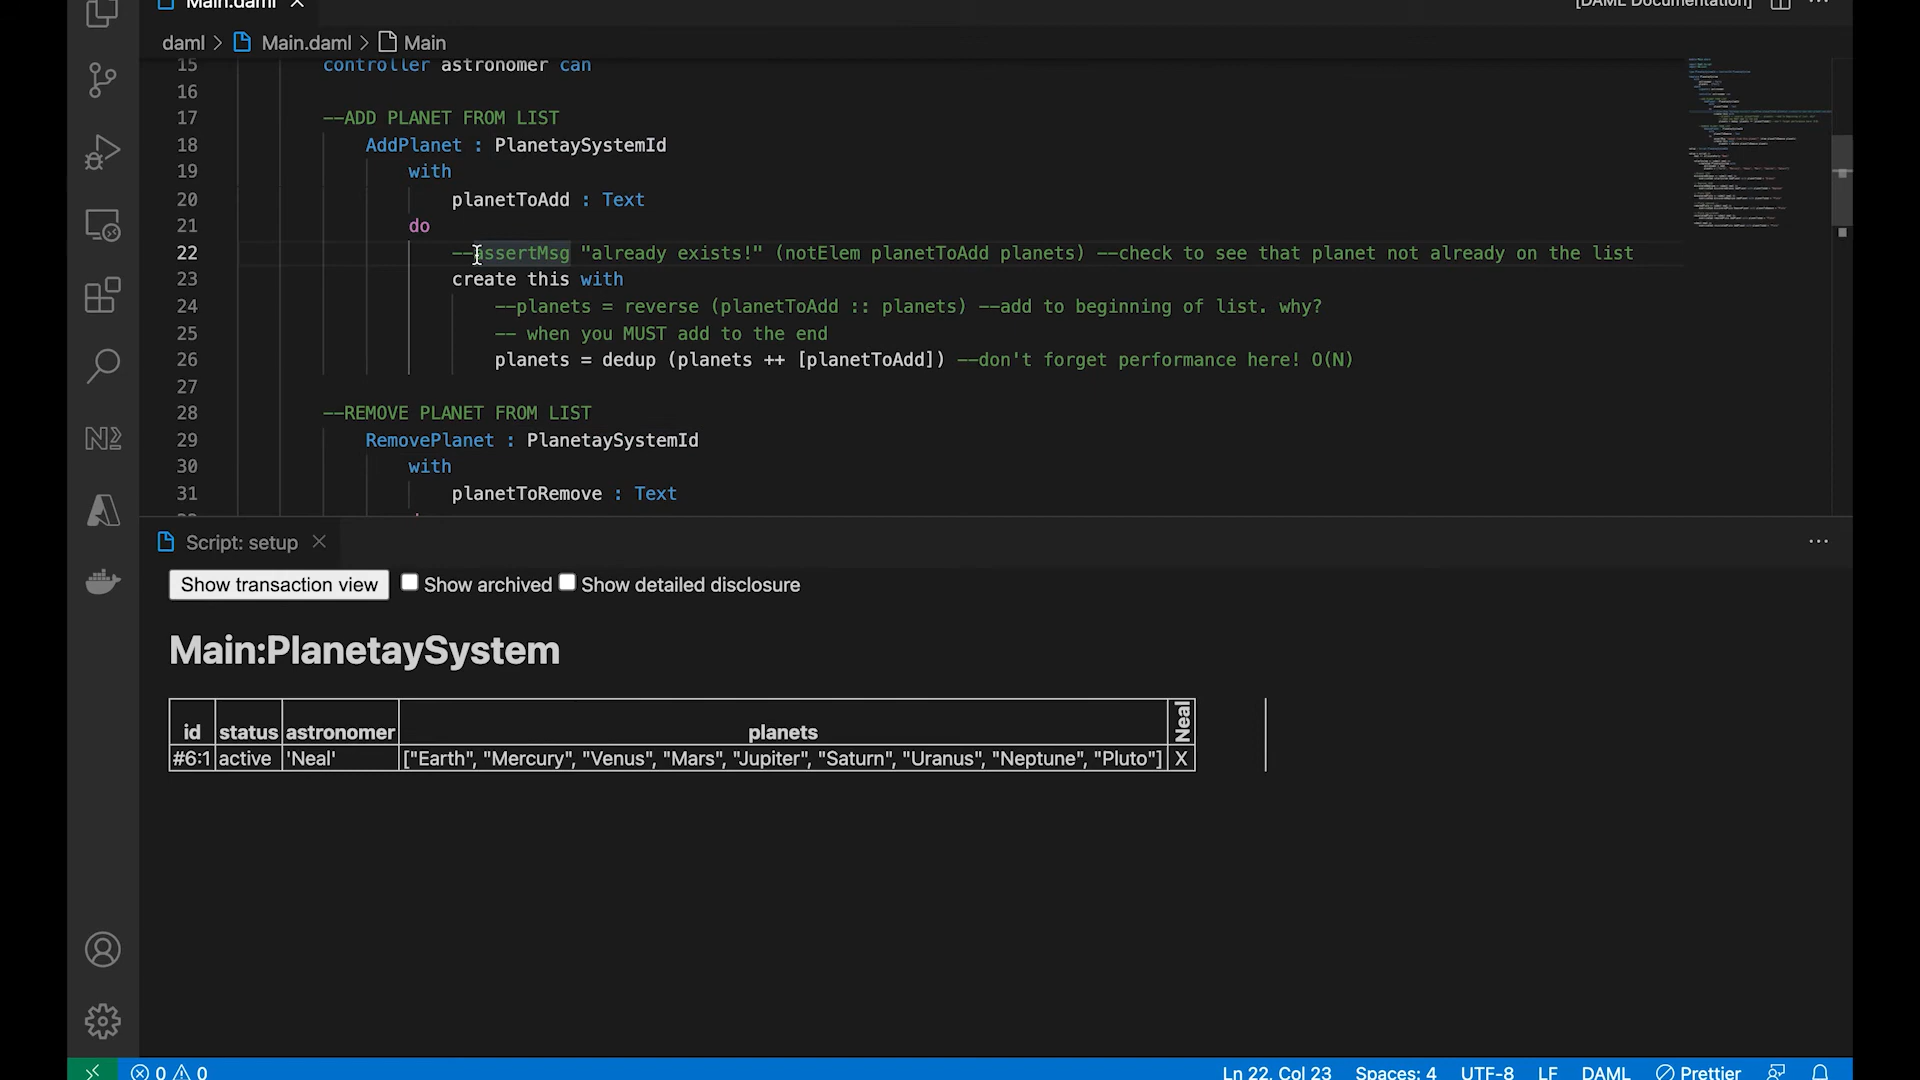 Main.daml
[DAML Documentation]
daml > Main.daml > Main
15 controller astronomer can
16
17 --ADD PLANET FROM LIST
18 AddPlanet : PlanetaySystemId
19 with
20 planetToAdd : Text
21 do
22 --assertMsg "already exists!" (notElem planetToAdd planets) --check to see that planet not already on the list
23 create this with
24 --planets = reverse (planetToAdd :: planets) --add to beginning of list. why?
25 -- when you MUST add to the end
26 planets = dedup (planets ++ [planetToAdd]) --don't forget performance here! O(N)
27
28 --REMOVE PLANET FROM LIST
29 RemovePlanet : PlanetaySystemId
30 with
31 planetToRemove : Text
Script: setup
Show transaction view Show archived Show detailed disclosure
Main:PlanetaySystem
id status astronomer planets Neal
#6:1 active 'Neal' ["Earth", "Mercury", "Venus", "Mars", "Jupiter", "Saturn", "Uranus", "Neptune", "Pluto"] X
0 0 Ln 22, Col 23 Spaces: 4 UTF-8 LF DAML Prettier